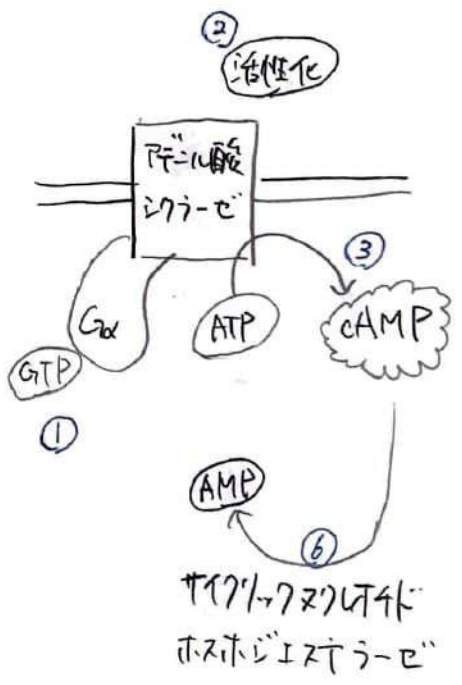 ②
活性化
アデニル酸
シクラーゼ
③
Gα
ATP
cAMP
GTP
①
AMP
⑥
サイクリックヌクレオチド
ホスホジエステラーゼ